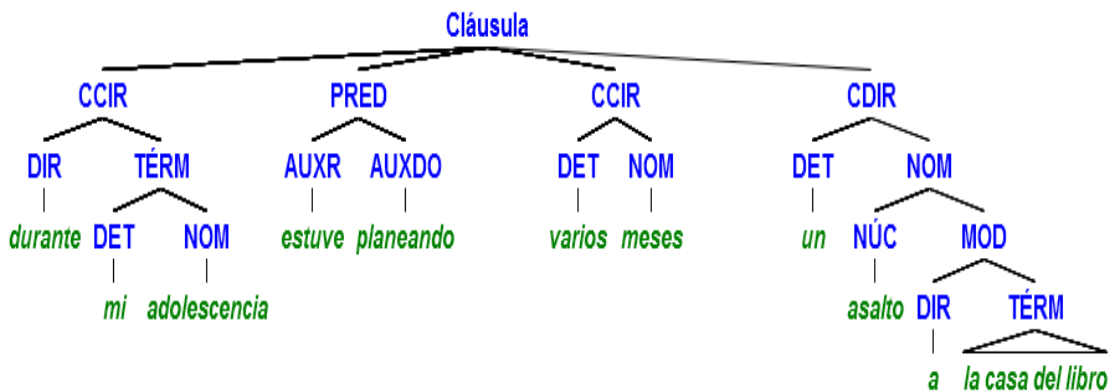 Cláusula
CCIR PRED CCIR CDIR
DIR TÉRM AUXR AUXDO DET NOM DET NOM
durante DET NOM estuve planeando varios meses un NÚC MOD
mi adolescencia asalto DIR TÉRM
a la casa del libro